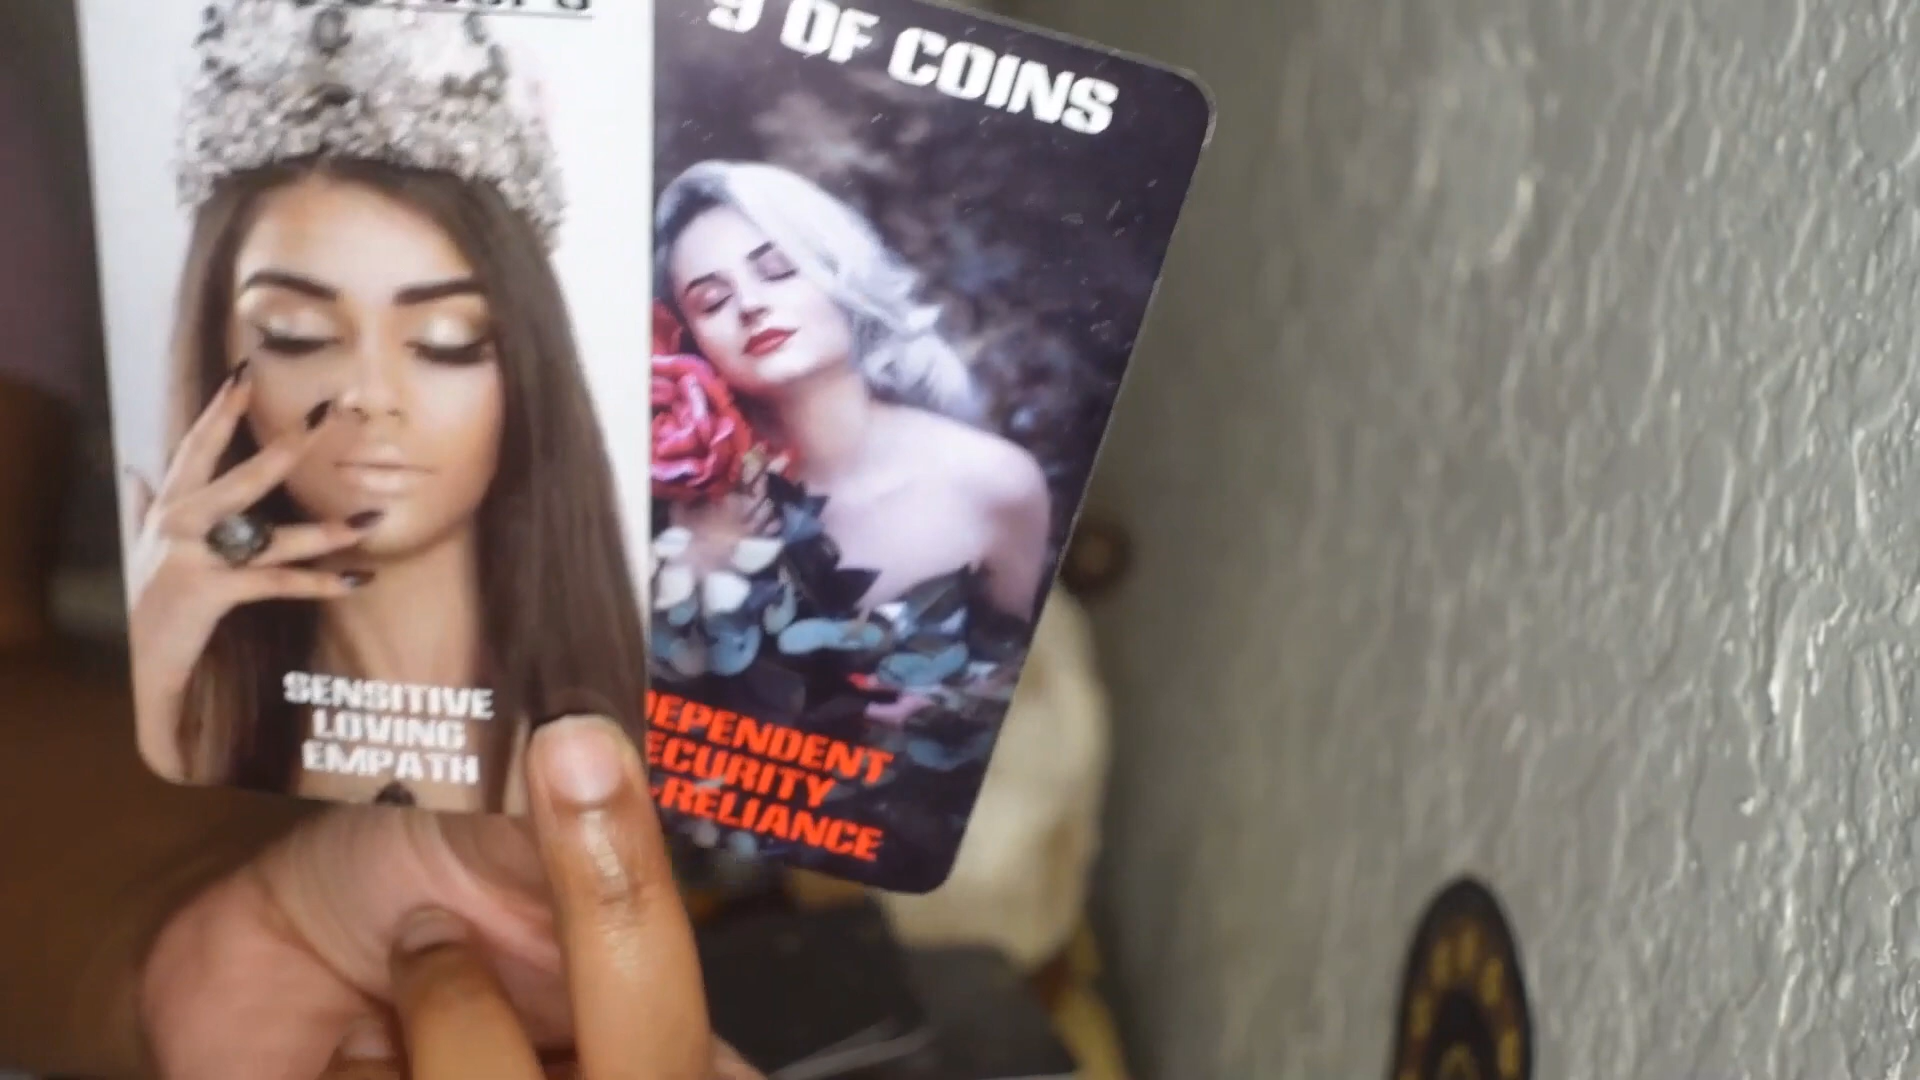 9 OF COINS
SENSITIVE
LOVING
EMPATH
DEPENDENT
ECURITY
-RELIANCE